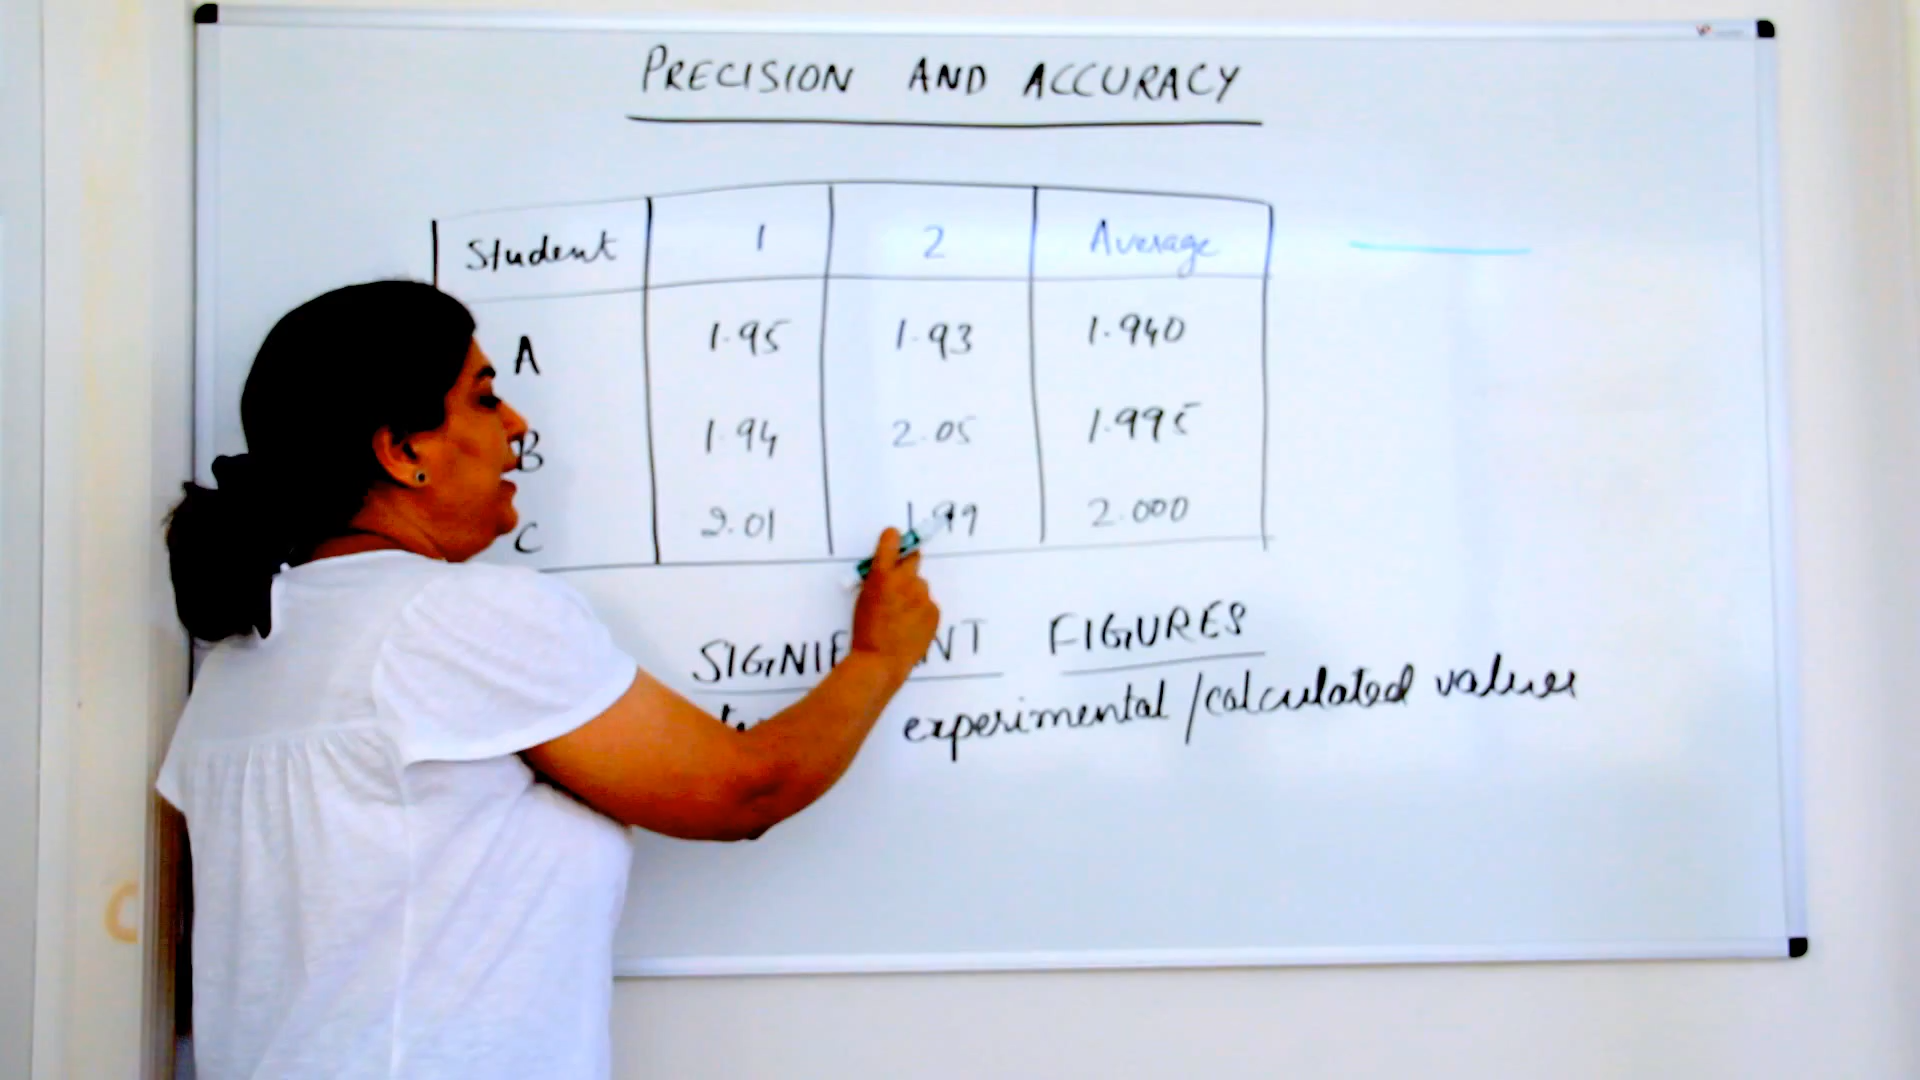 PRECISION AND ACCURACY
Student 1 2 Average
A 1.95 1.93 1.940
B 1.94 2.05 1.995
C 2.01 1.99 2.000
FIGURES
experimental/calculated values